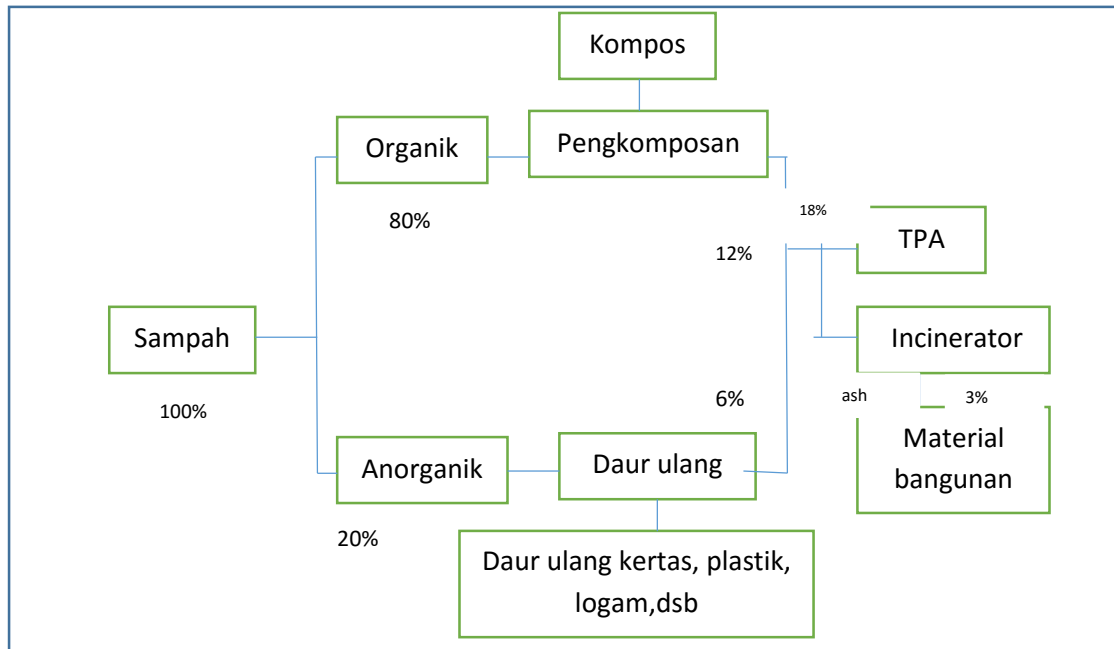 Kompos
Organik
Pengkomposan
80%
18%
12%
TPA
Sampah
100%
Incinerator
ash
3%
6%
Material
bangunan
Anorganik
20%
Daur ulang
Daur ulang kertas, plastik,
logam,dsb